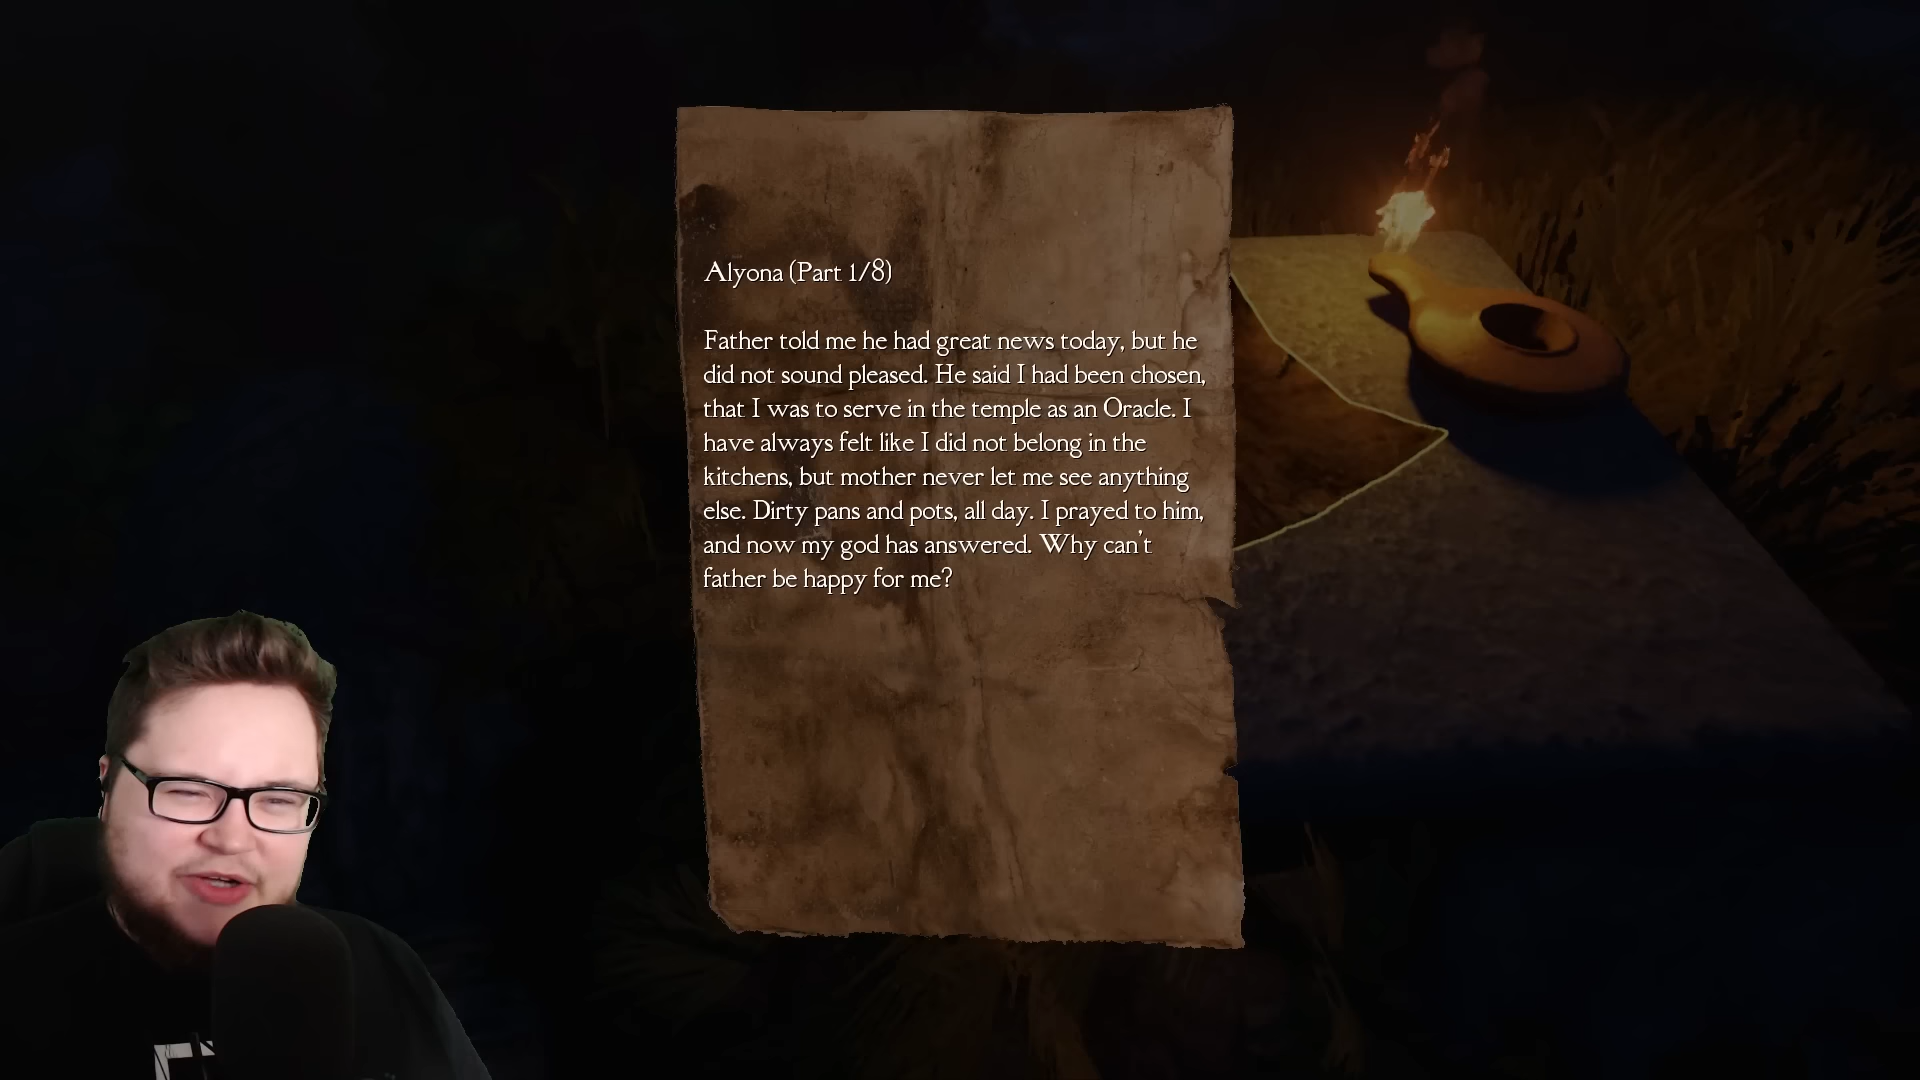 Alyona (Part 1/8)
Father told me he had great news today, but he
did not sound pleased. He said I had been chosen,
that I was to serve in the temple as an Oracle. I
have always felt like I did not belong in the
kitchens, but mother never let me see anything
else. Dirty pans and pots, all day. I prayed to him,
and now my god has answered. Why can't
father be happy for me?